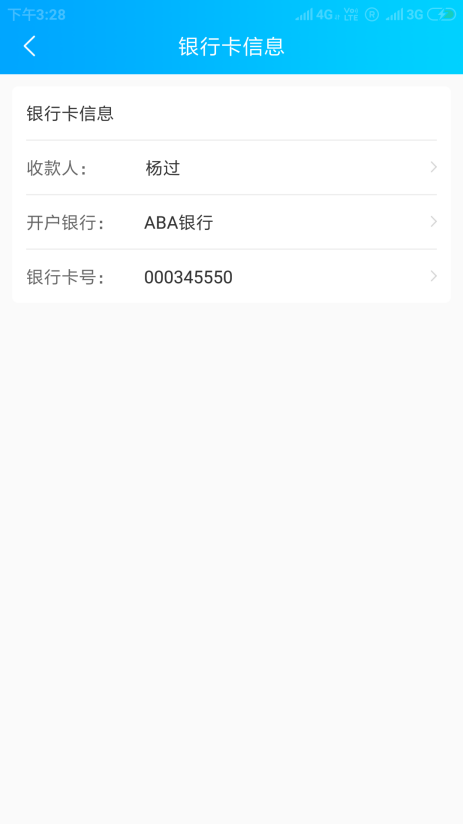 下午3:28 4G VoLTE R 3G
银行卡信息
银行卡信息
收款人： 杨过
开户银行： ABA银行
银行卡号： 000345550